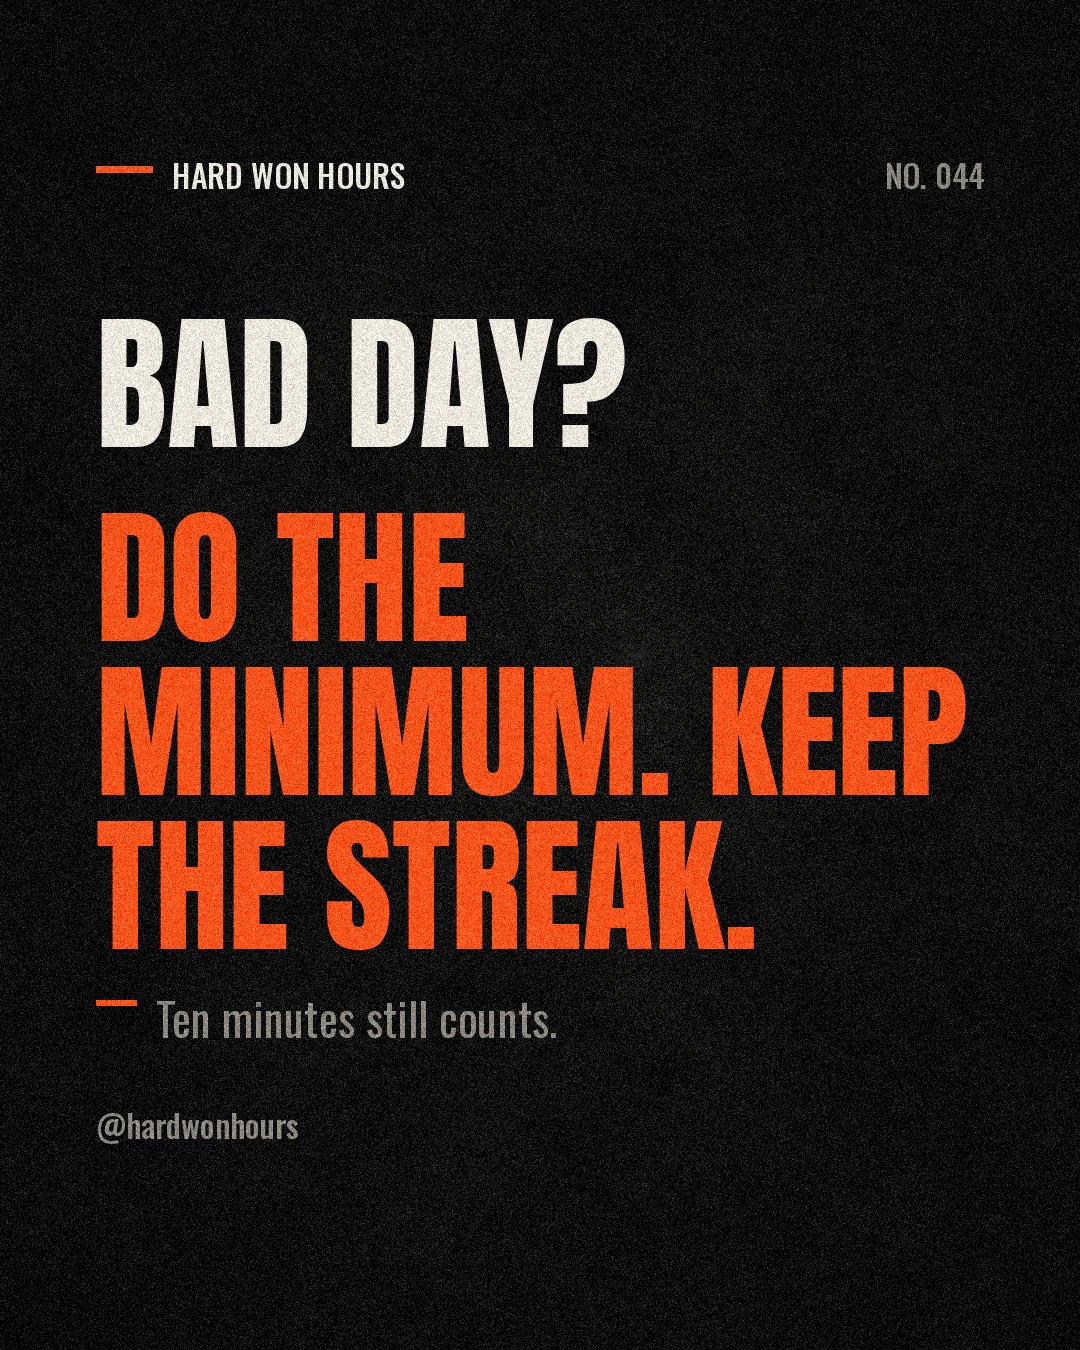 HARD WON HOURS
NO. 044
BAD DAY?
DO THE
MINIMUM. KEEP
THE STREAK.
Ten minutes still counts.
@hardwonhours